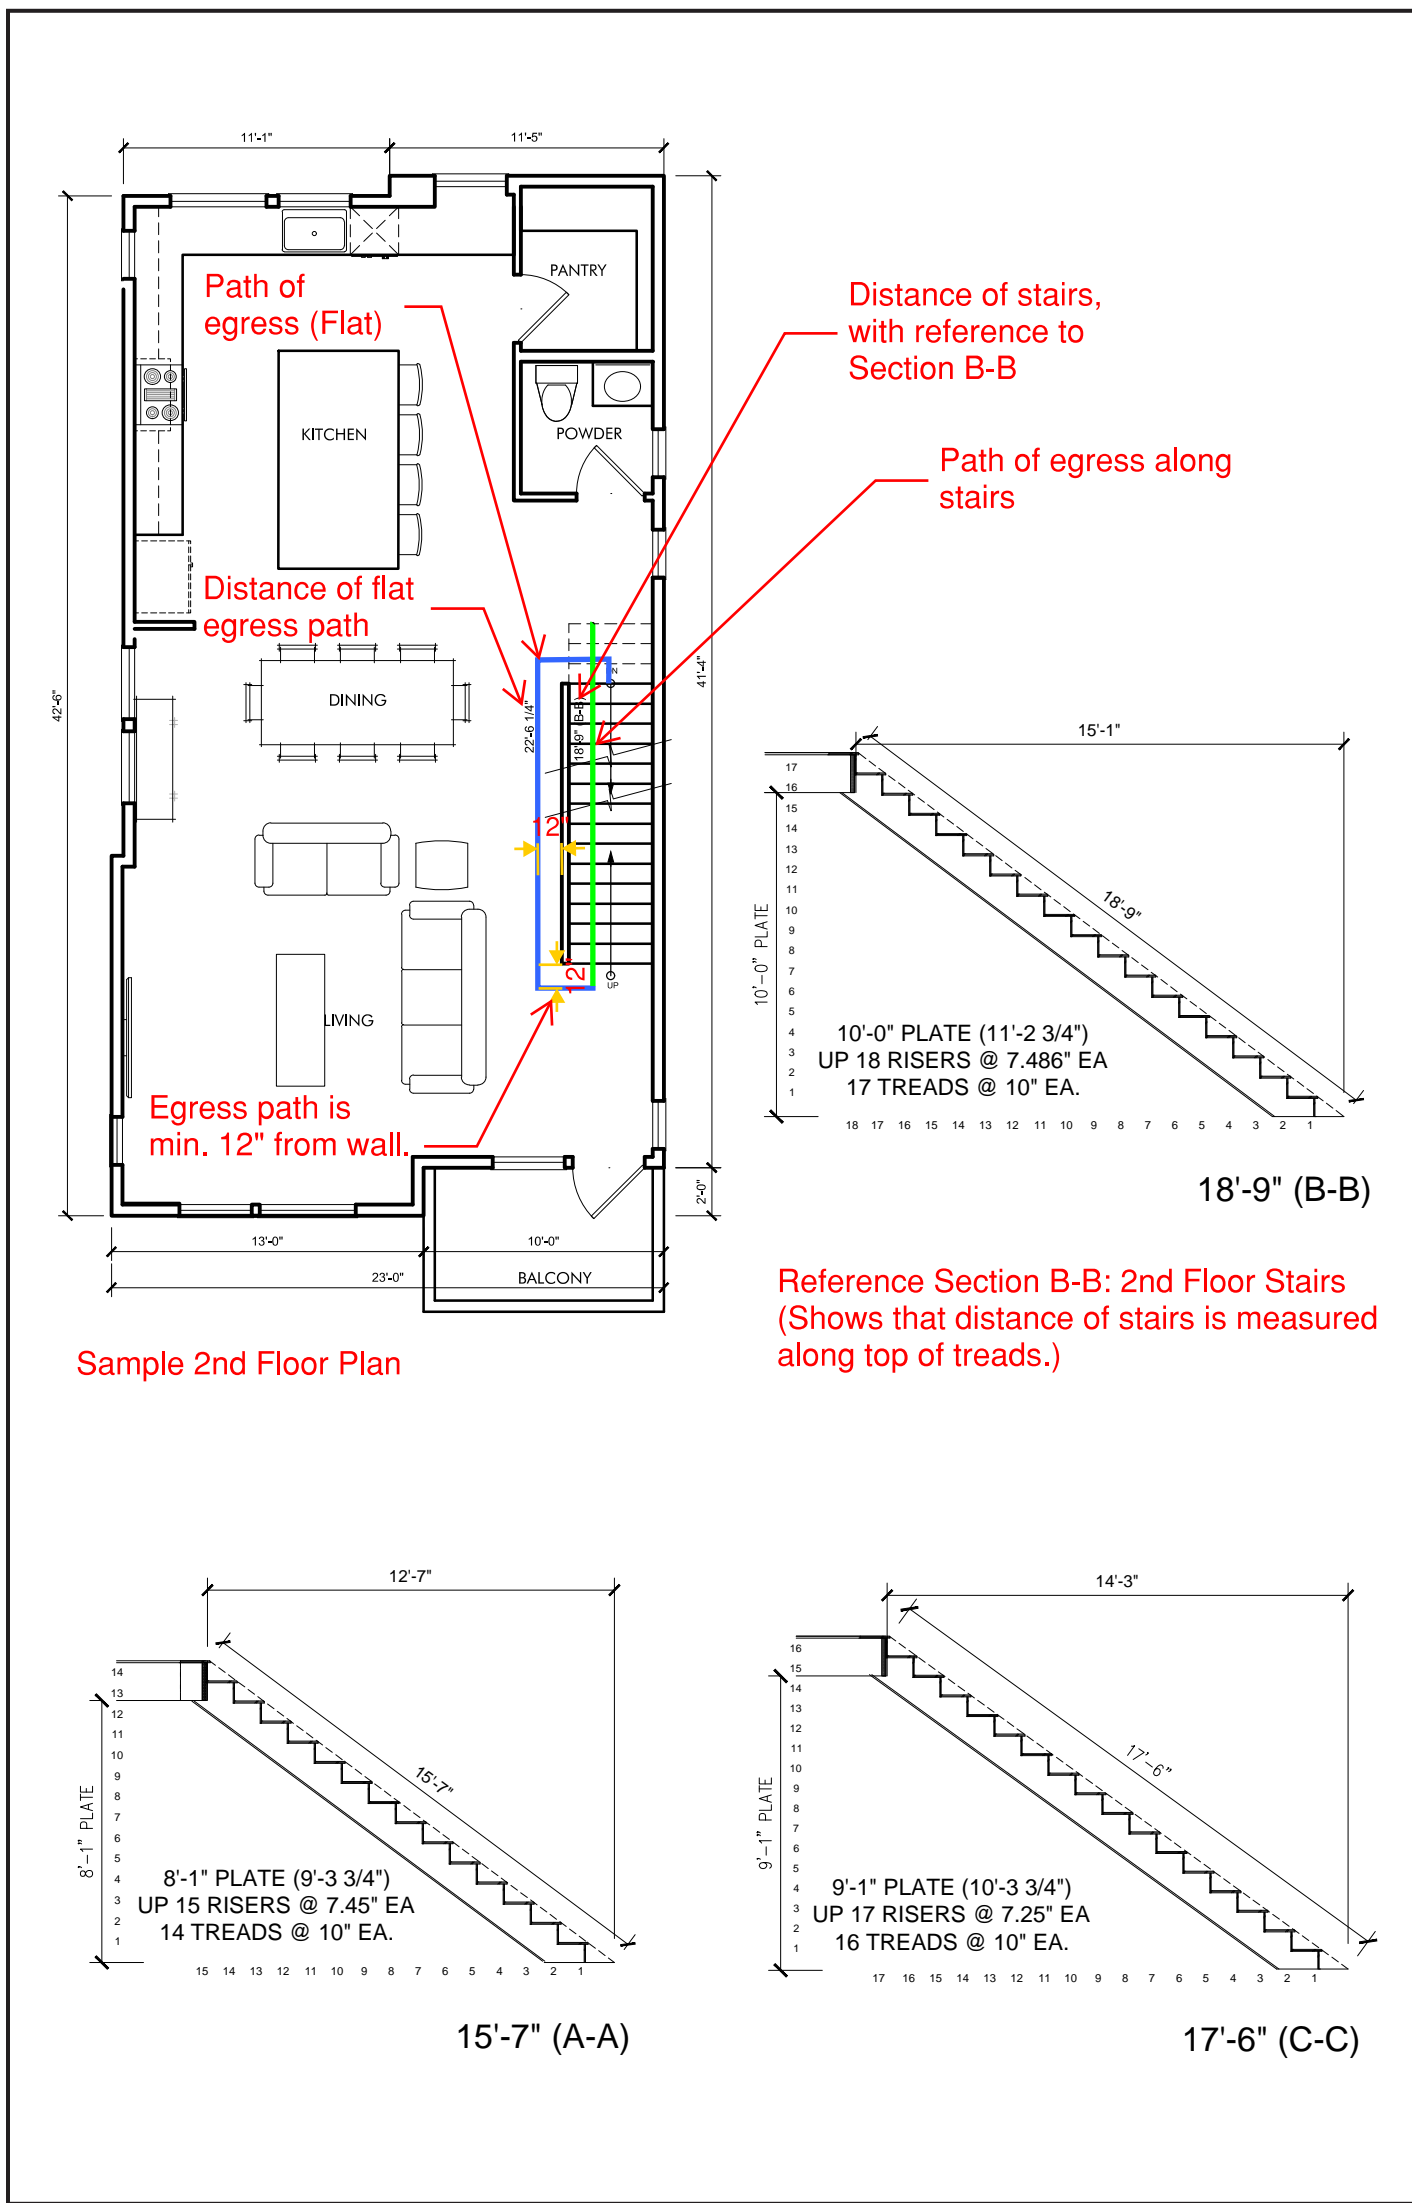 11'-1"
11'-5"
PANTRY
Path of
egress (Flat)
Distance of stairs,
with reference to
Section B-B
KITCHEN
POWDER
Path of egress along
stairs
Distance of flat
egress path
42'-6"
41'-4"
DINING
22'-6 1/4"
18'-9" (B-B)
12"
12"
UP
LIVING
Egress path is
min. 12" from wall.
2'-0"
13'-0"
10'-0"
23'-0"
BALCONY
Sample 2nd Floor Plan
15'-1"
17
16
15
14
13
12
11
10
9
8
7
6
5
4
3
2
1
10'-0" PLATE
18'-9"
10'-0" PLATE (11'-2 3/4")
UP 18 RISERS @ 7.486" EA
17 TREADS @ 10" EA.
18 17 16 15 14 13 12 11 10 9 8 7 6 5 4 3 2 1
18'-9" (B-B)
Reference Section B-B: 2nd Floor Stairs
(Shows that distance of stairs is measured
along top of treads.)
12'-7"
14
13
12
11
10
9
8
7
6
5
4
3
2
1
8'-1" PLATE
15'-7"
8'-1" PLATE (9'-3 3/4")
UP 15 RISERS @ 7.45" EA
14 TREADS @ 10" EA.
15 14 13 12 11 10 9 8 7 6 5 4 3 2 1
15'-7" (A-A)
14'-3"
16
15
14
13
12
11
10
9
8
7
6
5
4
3
2
1
9'-1" PLATE
17'-6"
9'-1" PLATE (10'-3 3/4")
UP 17 RISERS @ 7.25" EA
16 TREADS @ 10" EA.
17 16 15 14 13 12 11 10 9 8 7 6 5 4 3 2 1
17'-6" (C-C)